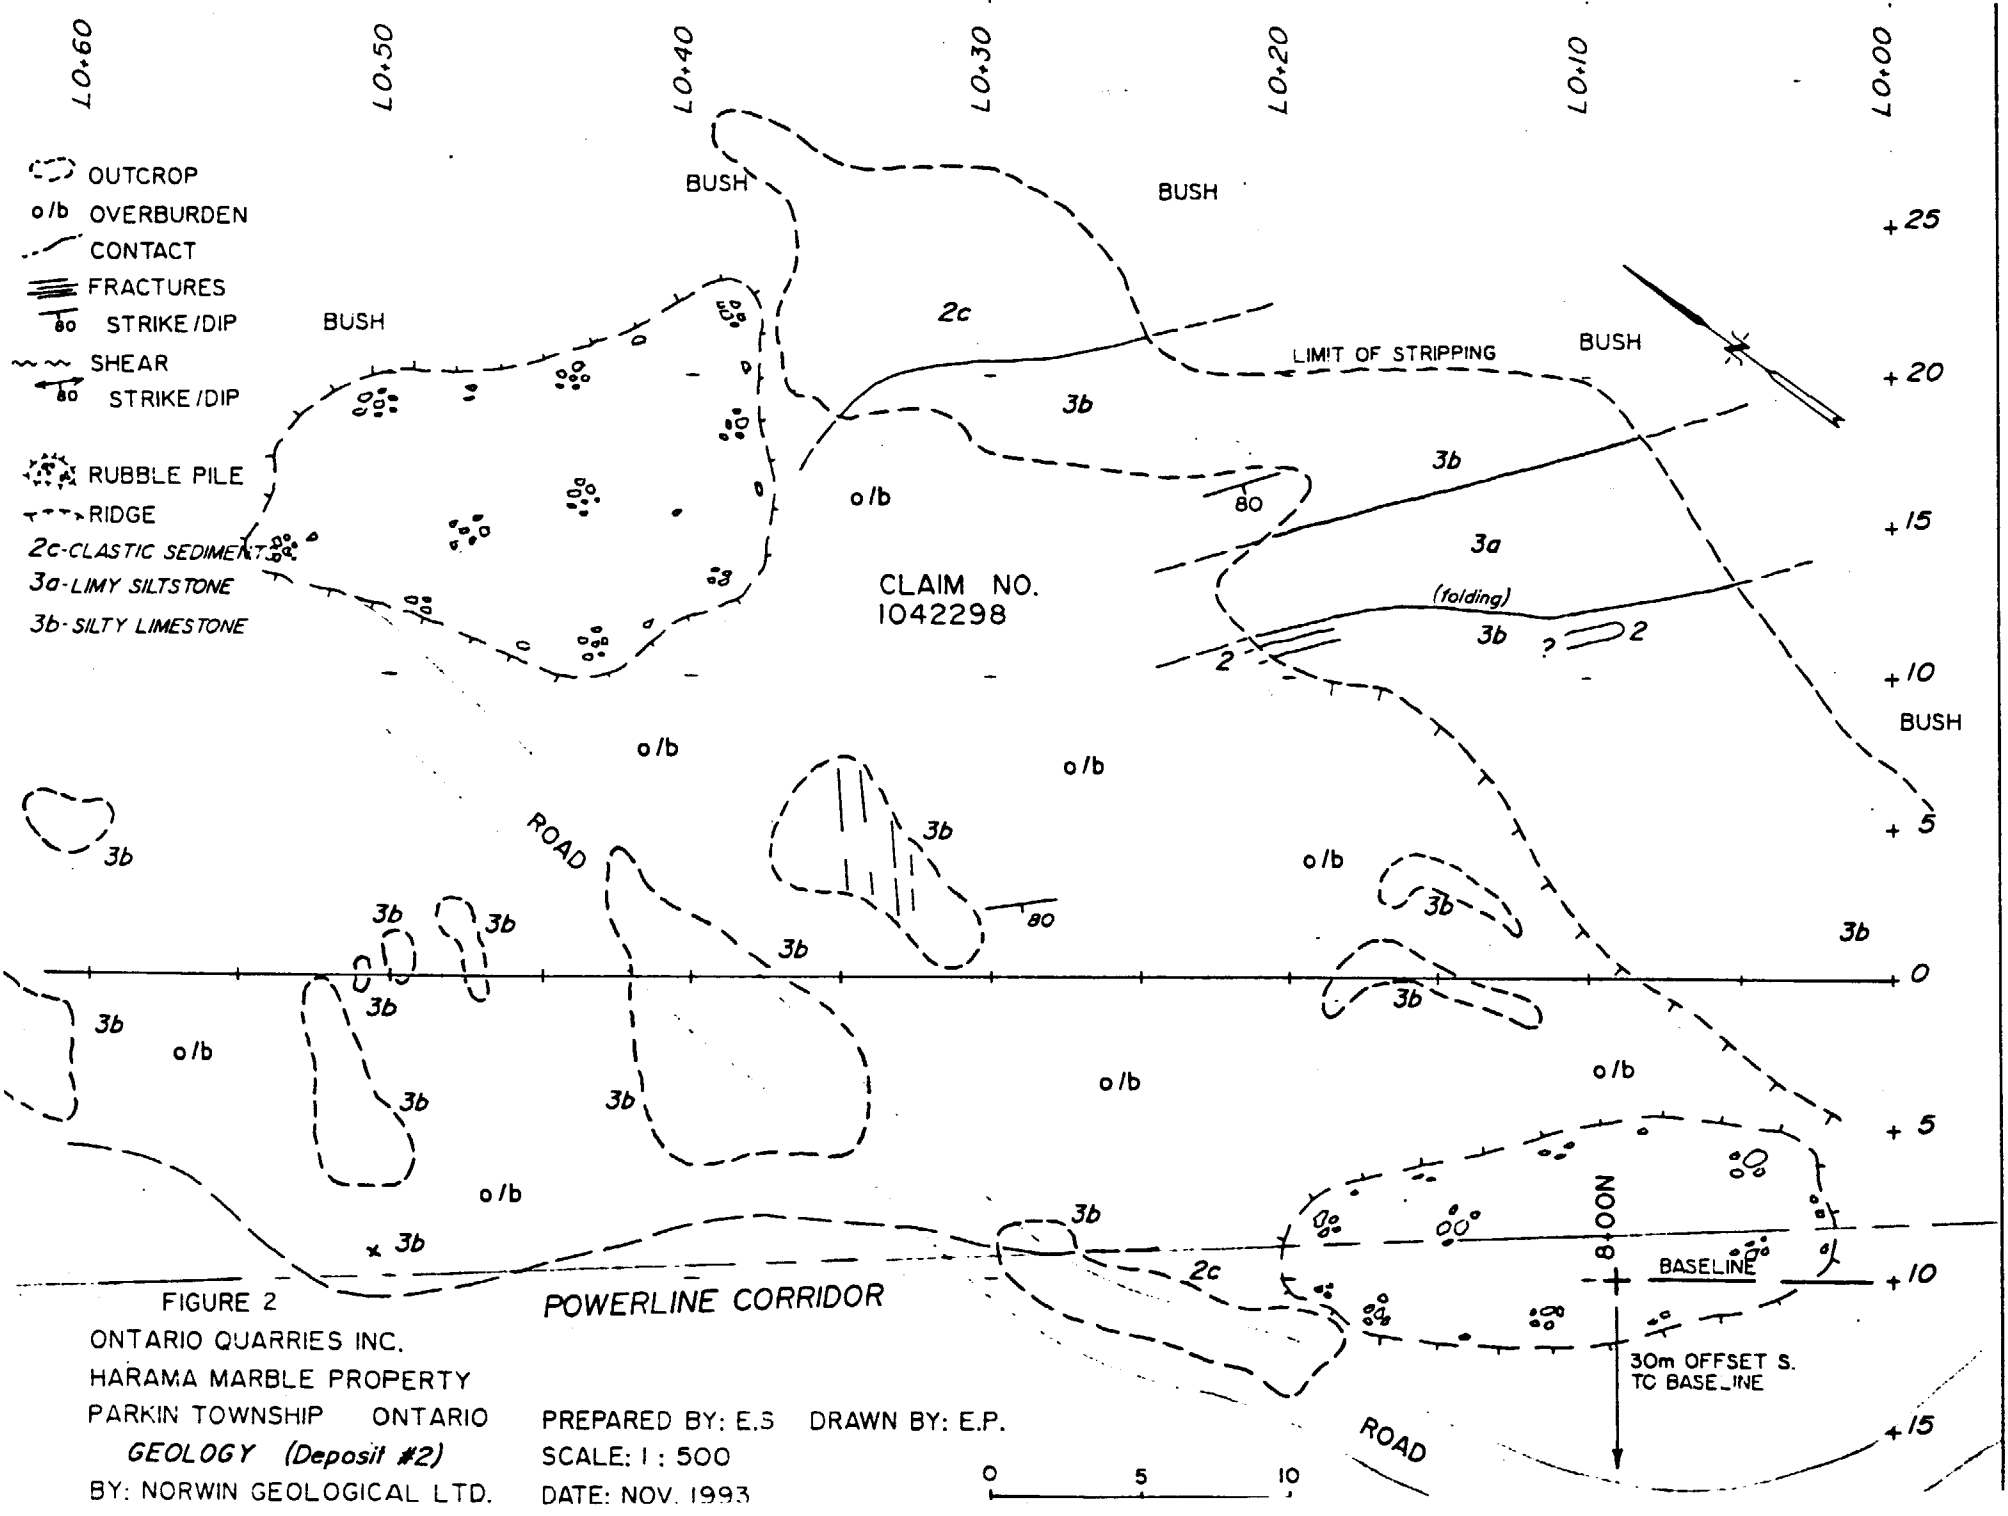 L0+60 L0+50 L0+40 L0+30 L0+20 L0+10 L0+00
OUTCROP
o/b OVERBURDEN
CONTACT
FRACTURES
80 STRIKE/DIP
SHEAR
80 STRIKE/DIP
RUBBLE PILE
RIDGE
2c-CLASTIC SEDIMENTS
3a-LIMY SILTSTONE
3b-SILTY LIMESTONE
BUSH
BUSH
+ 25
BUSH
2c
LIMIT OF STRIPPING
BUSH
N
+ 20
3b
3b
o/b
80
+ 15
3a
CLAIM NO.
1042298
(folding)
3b
? 2
2
+ 10
BUSH
o/b
o/b
ROAD
3b
3b
o/b
+ 5
3b
3b
3b
80
3b
3b
3b
0
3b
3b
3b
o/b
3b
3b
o/b
o/b
+ 5
o/b
3b
x 3b
2c
800N
BASELINE
+ 10
POWERLINE CORRIDOR
30m OFFSET S.
TO BASELINE
ROAD
+ 15
FIGURE 2
ONTARIO QUARRIES INC.
HARAMA MARBLE PROPERTY
PARKIN TOWNSHIP ONTARIO
GEOLOGY (Deposit #2)
BY: NORWIN GEOLOGICAL LTD.
PREPARED BY: E.S DRAWN BY: E.P.
SCALE: 1 : 500
DATE: NOV. 1993
0 5 10